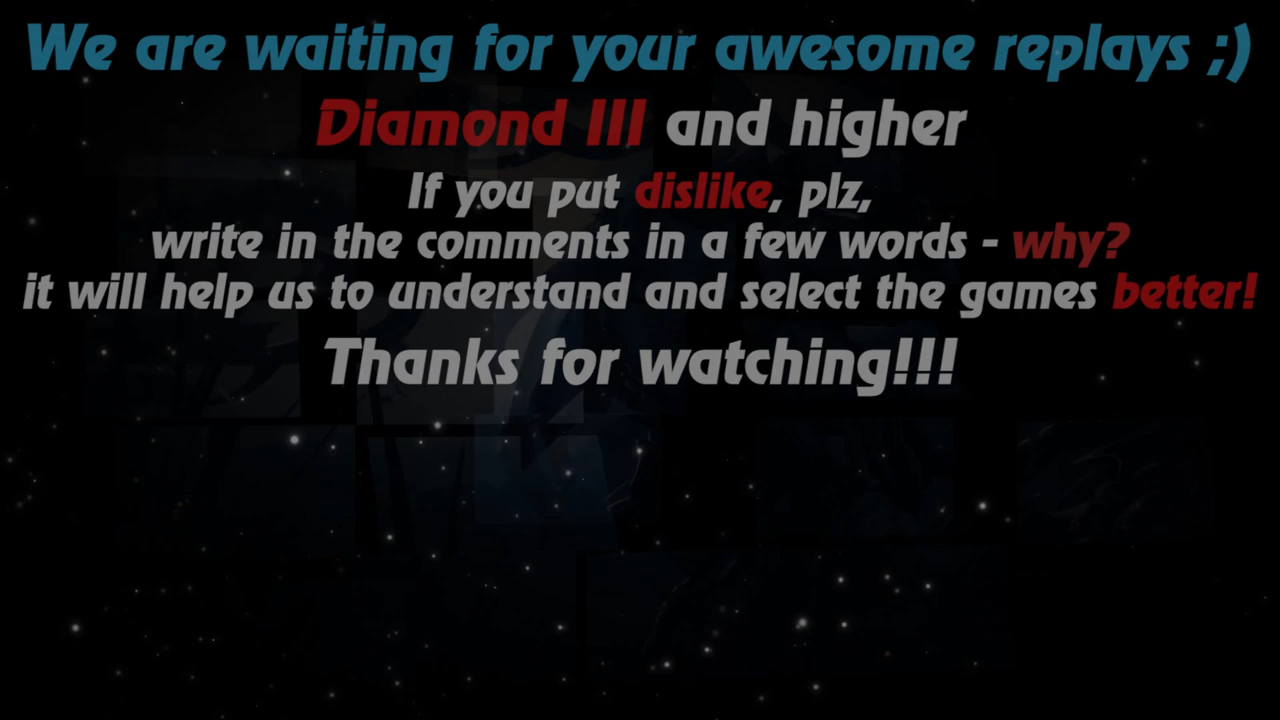 We are waiting for your awesome replays ;)
Diamond III and higher
If you put dislike, plz,
write in the comments in a few words - why?
it will help us to understand and select the games better!
Thanks for watching!!!